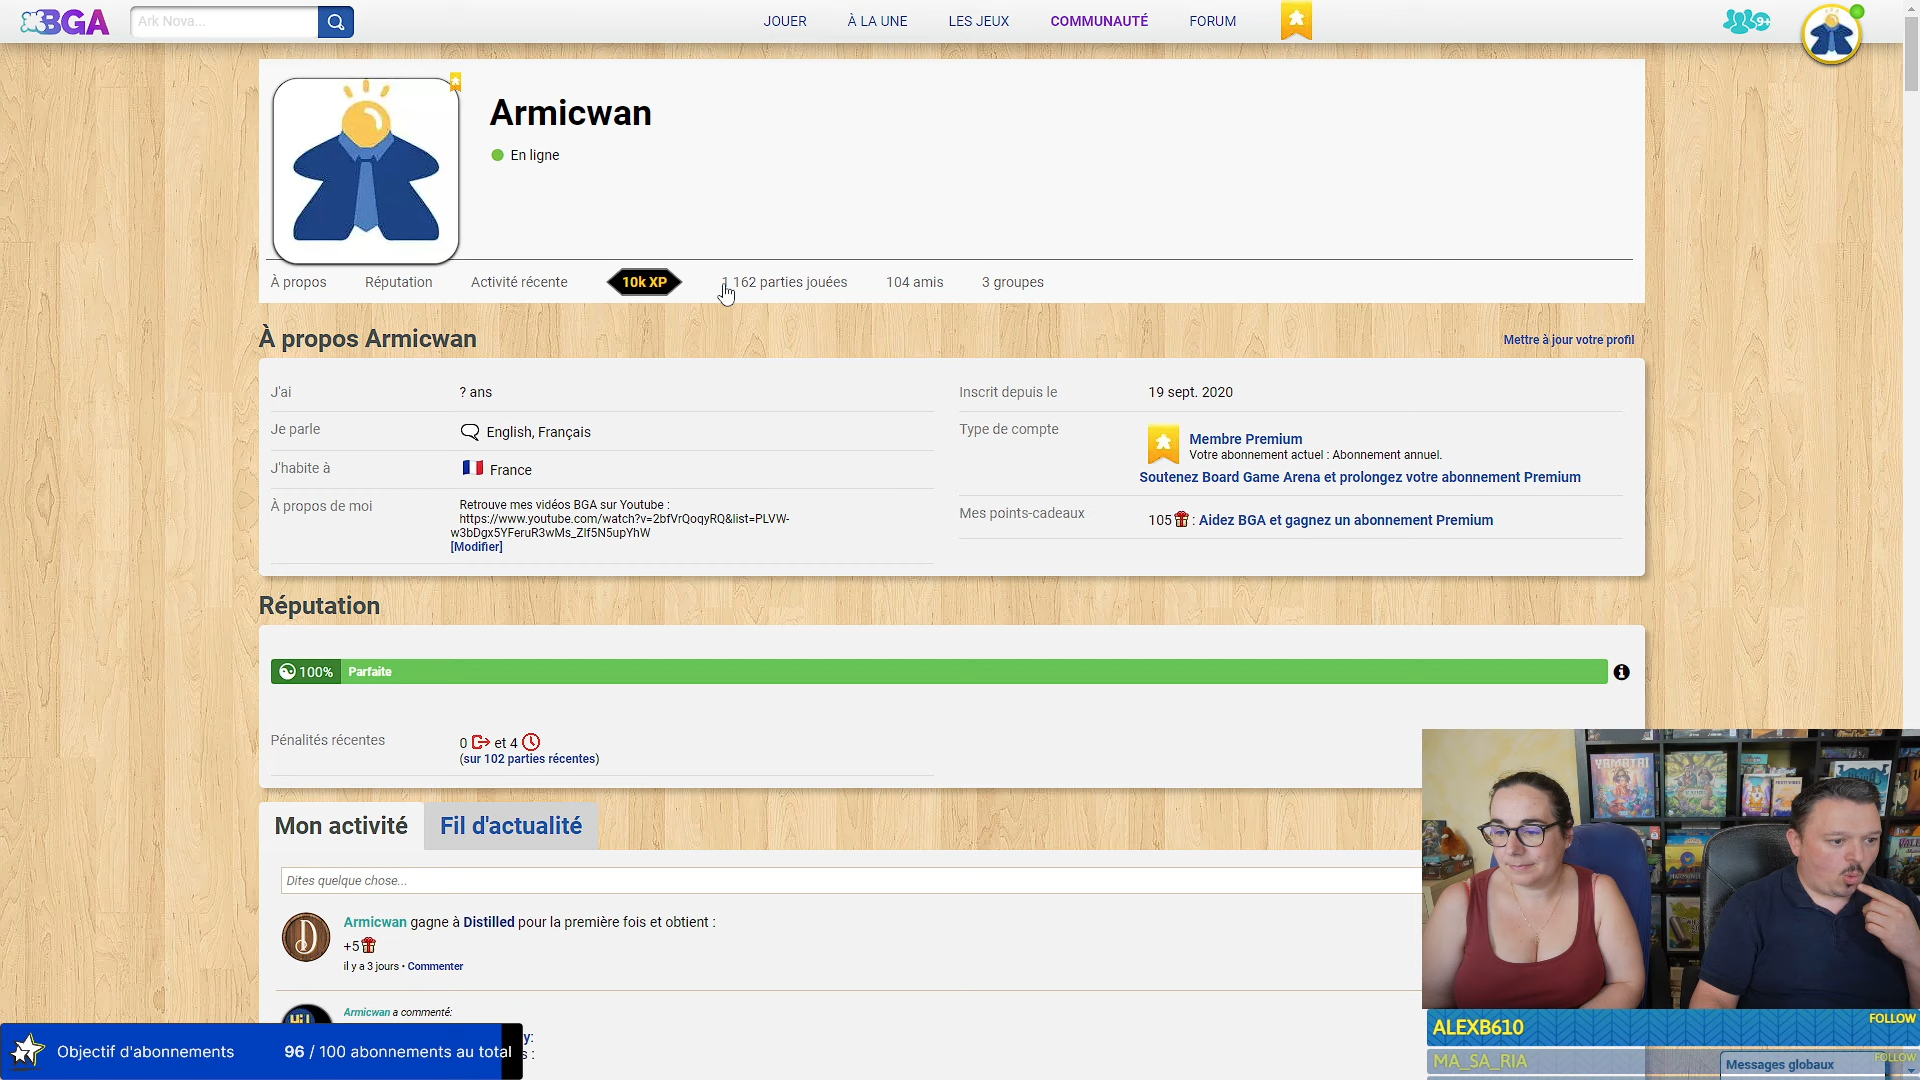 BGA
Ark Nova...
JOUER
À LA UNE
LES JEUX
COMMUNAUTÉ
FORUM
9+
Armicwan
En ligne
À propos
Réputation
Activité récente
10k XP
1 162 parties jouées
104 amis
3 groupes
À propos Armicwan
Mettre à jour votre profil
J'ai
? ans
Je parle
English, Français
J'habite à
France
À propos de moi
Retrouve mes vidéos BGA sur Youtube :
https://www.youtube.com/watch?v=2bfVrQoqyRQ&list=PLVW-
w3bDgx5YFeruR3wMs_Zlf5N5upYhW
[Modifier]
Inscrit depuis le
19 sept. 2020
Type de compte
Membre Premium
Votre abonnement actuel : Abonnement annuel.
Soutenez Board Game Arena et prolongez votre abonnement Premium
Mes points-cadeaux
105 : Aidez BGA et gagnez un abonnement Premium
Réputation
100% Parfaite
Pénalités récentes
0 et 4
(sur 102 parties récentes)
Mon activité
Fil d'actualité
Dites quelque chose...
Armicwan gagne à Distilled pour la première fois et obtient :
+5
il y a 3 jours • Commenter
Armicwan a commenté:
y:
s :
Objectif d'abonnements
96 / 100 abonnements au total
YAMATAÏ
ALEXB610
FOLLOW
MA_SA_RIA
FOLLOW
Messages globaux